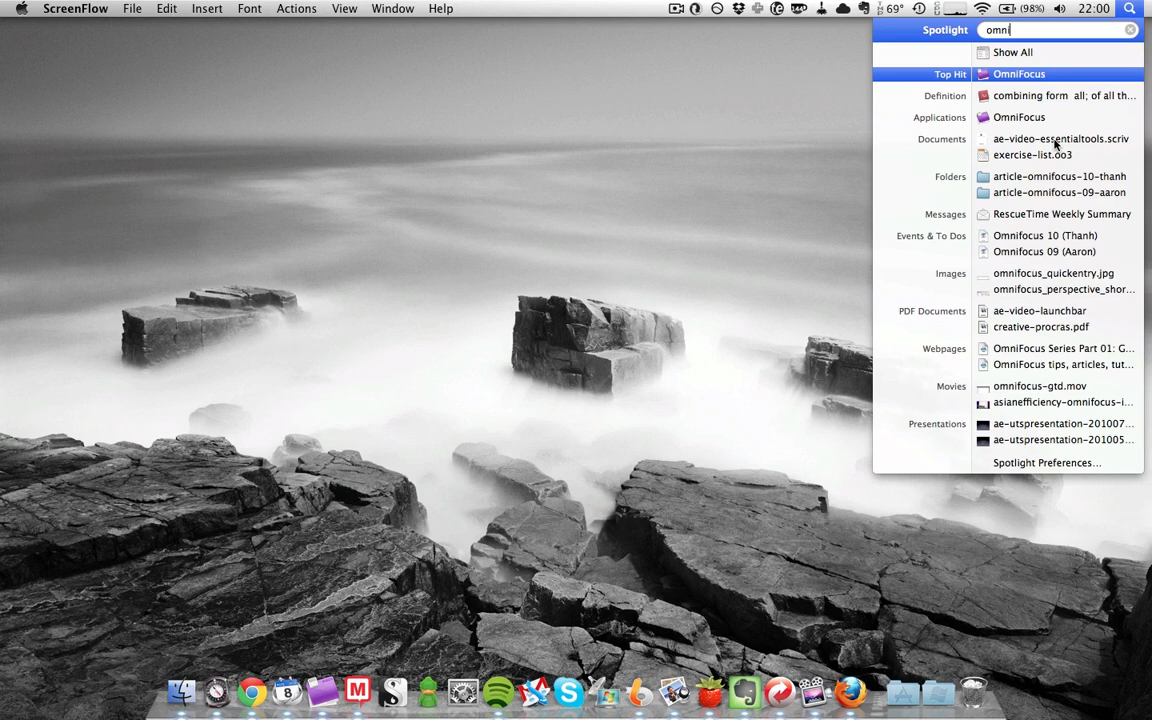 ScreenFlow File Edit Insert Font Actions View Window Help 69° (98%) 22:00
Spotlight omni
Show All
Top Hit OmniFocus
Definition combining form all; of all th...
Applications OmniFocus
Documents ae-video-essentialtools.scriv
exercise-list.oo3
Folders article-omnifocus-10-thanh
article-omnifocus-09-aaron
Messages RescueTime Weekly Summary
Events & To Dos Omnifocus 10 (Thanh)
Omnifocus 09 (Aaron)
Images omnifocus_quickentry.jpg
omnifocus_perspective_shor...
PDF Documents ae-video-launchbar
creative-procras.pdf
Webpages OmniFocus Series Part 01: G...
OmniFocus tips, articles, tut...
Movies omnifocus-gtd.mov
asianefficiency-omnifocus-i...
Presentations ae-utspresentation-201007...
ae-utspresentation-201005...
Spotlight Preferences...
8